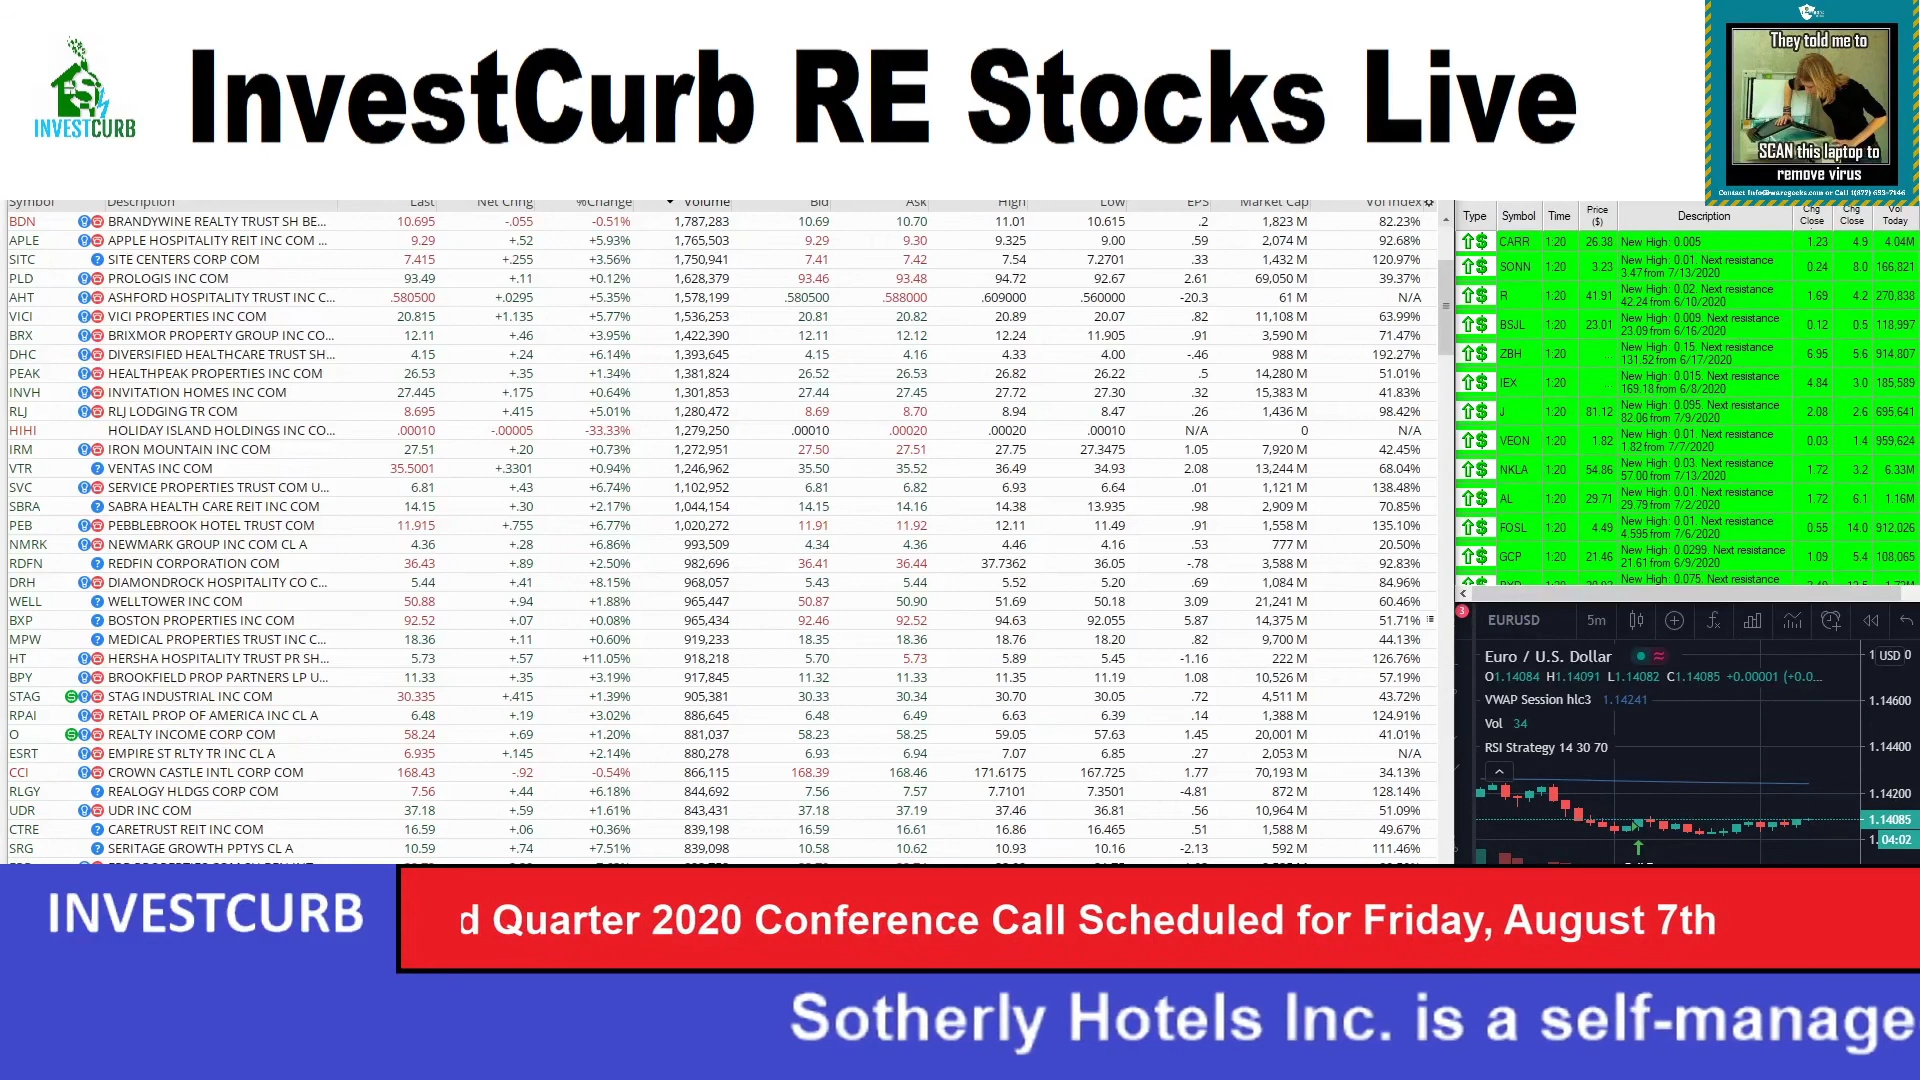 INVESTCURB
InvestCurb RE Stocks Live
They told me to
SCAN this laptop to
remove virus
Symbol Description Last Net Chng %Change Volume Bid Ask High Low EPS Market Cap Vol Index
BDN BRANDYWINE REALTY TRUST SH BE... 10.695 -.055 -0.51% 1,787,283 10.69 10.70 11.01 10.615 .2 1,823 M 82.23%
APLE APPLE HOSPITALITY REIT INC COM ... 9.29 +.52 +5.93% 1,765,503 9.29 9.30 9.325 9.00 .59 2,074 M 92.68%
SITC SITE CENTERS CORP COM 7.415 +.255 +3.56% 1,750,941 7.41 7.42 7.54 7.2701 .33 1,432 M 120.97%
PLD PROLOGIS INC COM 93.49 +.11 +0.12% 1,628,379 93.46 93.48 94.72 92.67 2.61 69,050 M 39.37%
AHT ASHFORD HOSPITALITY TRUST INC C... .580500 +.0295 +5.35% 1,578,199 .580500 .588000 .609000 .560000 -20.3 61 M N/A
VICI VICI PROPERTIES INC COM 20.815 +1.135 +5.77% 1,536,253 20.81 20.82 20.89 20.07 .82 11,108 M 63.99%
BRX BRIXMOR PROPERTY GROUP INC CO... 12.11 +.46 +3.95% 1,422,390 12.11 12.12 12.24 11.905 .91 3,590 M 71.47%
DHC DIVERSIFIED HEALTHCARE TRUST SH... 4.15 +.24 +6.14% 1,393,645 4.15 4.16 4.33 4.00 -.46 988 M 192.27%
PEAK HEALTHPEAK PROPERTIES INC COM 26.53 +.35 +1.34% 1,381,824 26.52 26.53 26.82 26.22 .5 14,280 M 51.01%
INVH INVITATION HOMES INC COM 27.445 +.175 +0.64% 1,301,853 27.44 27.45 27.72 27.30 .32 15,383 M 41.83%
RLJ RLJ LODGING TR COM 8.695 +.415 +5.01% 1,280,472 8.69 8.70 8.94 8.47 .26 1,436 M 98.42%
HIHI HOLIDAY ISLAND HOLDINGS INC CO... .00010 -.00005 -33.33% 1,279,250 .00010 .00020 .00020 .00010 N/A 0 N/A
IRM IRON MOUNTAIN INC COM 27.51 +.20 +0.73% 1,272,951 27.50 27.51 27.75 27.3475 1.05 7,920 M 42.45%
VTR VENTAS INC COM 35.5001 +.3301 +0.94% 1,246,962 35.50 35.52 36.49 34.93 2.08 13,244 M 68.04%
SVC SERVICE PROPERTIES TRUST COM U... 6.81 +.43 +6.74% 1,102,952 6.81 6.82 6.93 6.64 .01 1,121 M 138.48%
SBRA SABRA HEALTH CARE REIT INC COM 14.15 +.30 +2.17% 1,044,154 14.15 14.16 14.38 13.935 .98 2,909 M 70.85%
PEB PEBBLEBROOK HOTEL TRUST COM 11.915 +.755 +6.77% 1,020,272 11.91 11.92 12.11 11.49 .91 1,558 M 135.10%
NMRK NEWMARK GROUP INC COM CL A 4.36 +.28 +6.86% 993,509 4.34 4.36 4.46 4.16 .53 777 M 20.50%
RDFN REDFIN CORPORATION COM 36.43 +.89 +2.50% 982,696 36.41 36.44 37.7362 36.05 -.78 3,588 M 92.83%
DRH DIAMONDROCK HOSPITALITY CO C... 5.44 +.41 +8.15% 968,057 5.43 5.44 5.52 5.20 .69 1,084 M 84.96%
WELL WELLTOWER INC COM 50.88 +.94 +1.88% 965,447 50.87 50.90 51.69 50.18 3.09 21,241 M 60.46%
BXP BOSTON PROPERTIES INC COM 92.52 +.07 +0.08% 965,434 92.46 92.52 94.63 92.055 5.87 14,375 M 51.71%
MPW MEDICAL PROPERTIES TRUST INC C... 18.36 +.11 +0.60% 919,233 18.35 18.36 18.76 18.20 .82 9,700 M 44.13%
HT HERSHA HOSPITALITY TRUST PR SH... 5.73 +.57 +11.05% 918,218 5.70 5.73 5.89 5.45 -1.16 222 M 126.76%
BPY BROOKFIELD PROP PARTNERS LP U... 11.33 +.35 +3.19% 917,845 11.32 11.33 11.35 11.19 1.08 10,526 M 57.19%
STAG STAG INDUSTRIAL INC COM 30.335 +.415 +1.39% 905,381 30.33 30.34 30.70 30.05 .72 4,511 M 43.72%
RPAI RETAIL PROP OF AMERICA INC CL A 6.48 +.19 +3.02% 886,645 6.48 6.49 6.63 6.39 .14 1,388 M 124.91%
O REALTY INCOME CORP COM 58.24 +.69 +1.20% 881,037 58.23 58.25 59.05 57.63 1.45 20,001 M 41.01%
ESRT EMPIRE ST RLTY TR INC CL A 6.935 +.145 +2.14% 880,278 6.93 6.94 7.07 6.85 .27 2,053 M N/A
CCI CROWN CASTLE INTL CORP COM 168.43 -.92 -0.54% 866,115 168.39 168.46 171.6175 167.725 1.77 70,193 M 34.13%
RLGY REALOGY HLDGS CORP COM 7.56 +.44 +6.18% 844,692 7.56 7.57 7.7101 7.3501 -4.81 872 M 128.14%
UDR UDR INC COM 37.18 +.59 +1.61% 843,431 37.18 37.19 37.46 36.81 .56 10,964 M 51.09%
CTRE CARETRUST REIT INC COM 16.59 +.06 +0.36% 839,198 16.59 16.61 16.86 16.465 .51 1,588 M 49.67%
SRG SERITAGE GROWTH PPTYS CL A 10.59 +.74 +7.51% 839,098 10.58 10.62 10.93 10.16 -2.13 592 M 111.46%
Type Symbol Time Price ($) Description Chg Close Chg Close Vol Today
CARR 1:20 26.38 New High: 0.005 1.23 4.9 4.04M
SONN 1:20 3.23 New High: 0.01. Next resistance 3.47 from 7/13/2020 0.24 8.0 166,821
R 1:20 41.91 New High: 0.02. Next resistance 42.24 from 6/10/2020 1.69 4.2 270,838
BSJL 1:20 23.01 New High: 0.009. Next resistance 23.09 from 6/16/2020 0.12 0.5 118,997
ZBH 1:20 ... New High: 0.15. Next resistance 131.52 from 6/17/2020 6.95 5.6 914,807
IEX 1:20 ... New High: 0.015. Next resistance 169.18 from 6/8/2020 4.84 3.0 185,589
J 1:20 81.12 New High: 0.095. Next resistance 82.06 from 7/9/2020 2.08 2.6 695,641
VEON 1:20 1.82 New High: 0.01. Next resistance 1.82 from 7/7/2020 0.03 1.4 959,624
NKLA 1:20 54.86 New High: 0.03. Next resistance 57.00 from 7/13/2020 1.72 3.2 6.33M
AL 1:20 29.71 New High: 0.01. Next resistance 29.79 from 7/2/2020 1.72 6.1 1.16M
FOSL 1:20 4.49 New High: 0.01. Next resistance 4.595 from 7/6/2020 0.55 14.0 912,026
GCP 1:20 21.46 New High: 0.0299. Next resistance 21.61 from 6/9/2020 1.09 5.4 108,065
New High: 0.075. Next resistance
3
EURUSD 5m
Euro / U.S. Dollar
USD
O1.14084 H1.14091 L1.14082 C1.14085 +0.00001 (+0.0...
VWAP Session hlc3 1.14241
Vol 34
RSI Strategy 14 30 70
1.14600
1.14400
1.14200
1.14085
04:02
INVESTCURB
d Quarter 2020 Conference Call Scheduled for Friday, August 7th
Sotherly Hotels Inc. is a self-manage